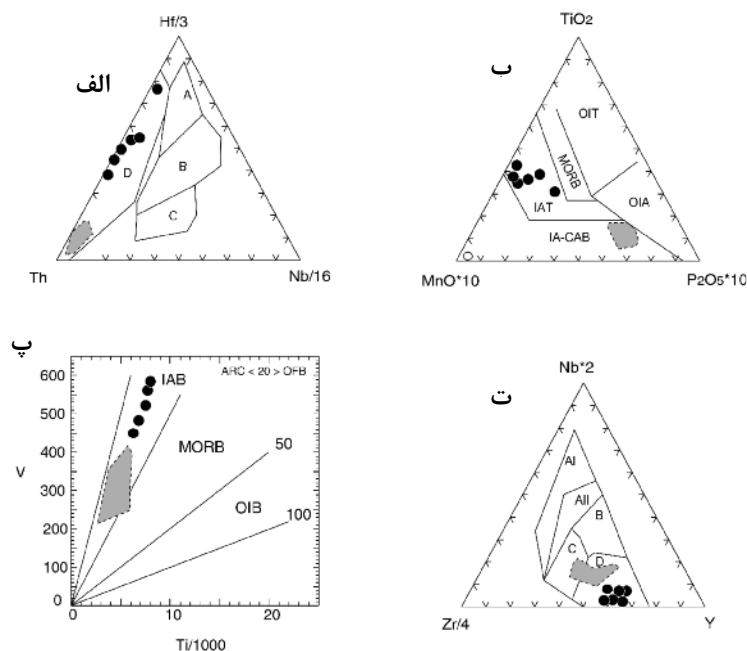 Hf/3
الف
A
B
C
D
Th
Nb/16
TiO2
ب
OIT
MORB
IAT
OIA
IA-CAB
MnO*10
P2O5*10
پ
600
500
400
300
200
100
0
V
ARC < 20 > OFB
IAB
MORB
50
OIB
100
0
10
20
Ti/1000
Nb*2
ت
AI
AII
B
C
D
Zr/4
Y